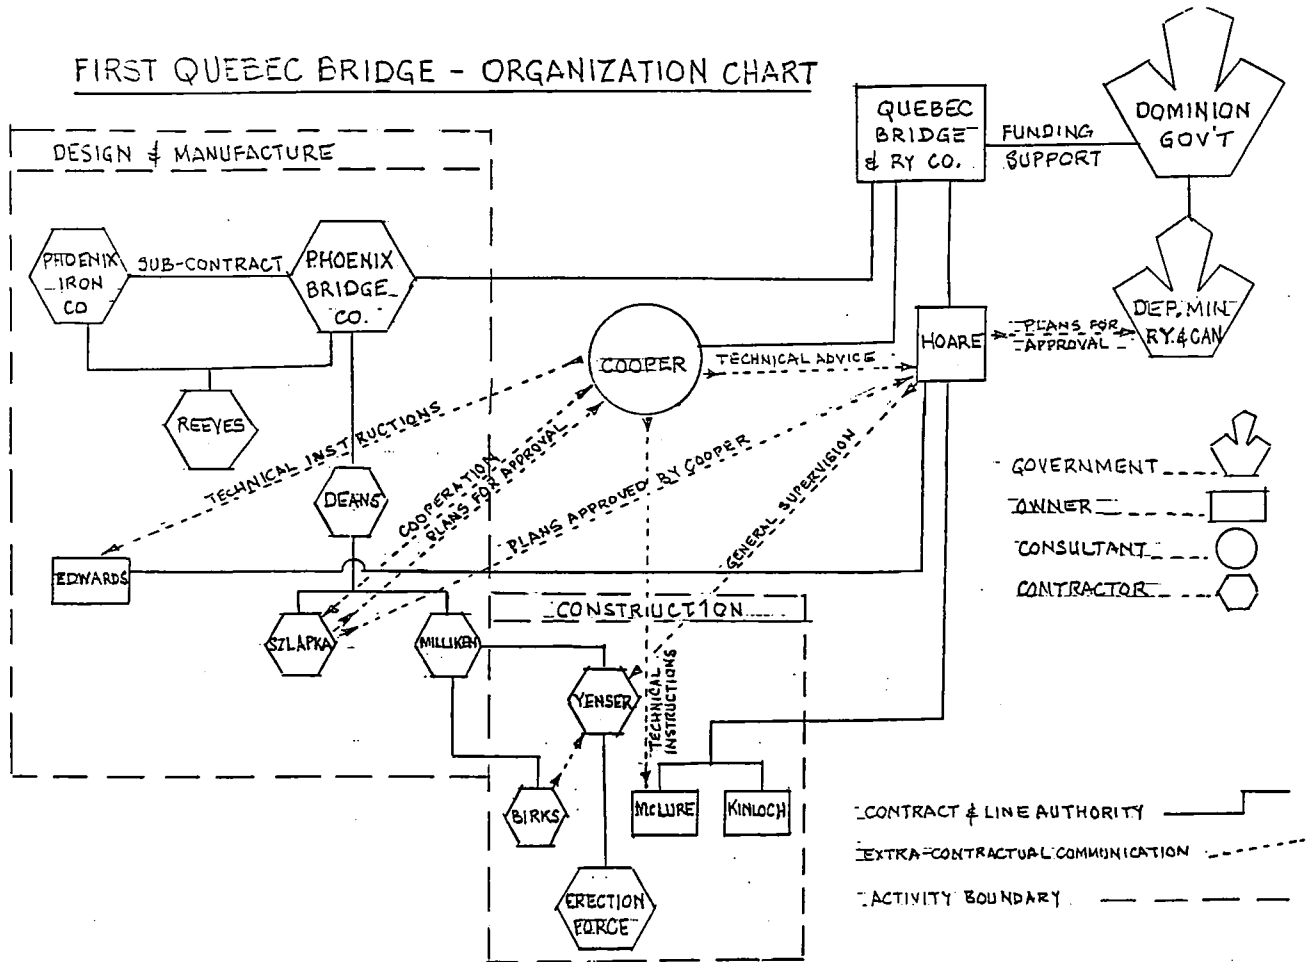 FIRST QUEBEC BRIDGE - ORGANIZATION CHART
QUEBEC
BRIDGE
& RY CO.
FUNDING
SUPPORT
DOMINION
GOV'T
DESIGN & MANUFACTURE
PHOENIX
IRON
CO
SUB-CONTRACT
PHOENIX
BRIDGE
CO.
COOPER
TECHNICAL ADVICE
HOARE
PLANS FOR
APPROVAL
DEP. MIN
RY. & CAN
REEVES
TECHNICAL INSTRUCTIONS
DEANS
COOPERATION
PLANS FOR APPROVAL
PLANS APPROVED BY COOPER
GENERAL SUPERVISION
GOVERNMENT
OWNER
CONSULTANT
CONTRACTOR
EDWARDS
CONSTRUCTION
SZLAPKA
MILLIKEN
YENSER
TECHNICAL
INSTRUCTIONS
BIRKS
McLURE
KINLOCH
ERECTION
FORCE
CONTRACT & LINE AUTHORITY
EXTRA-CONTRACTUAL COMMUNICATION
ACTIVITY BOUNDARY